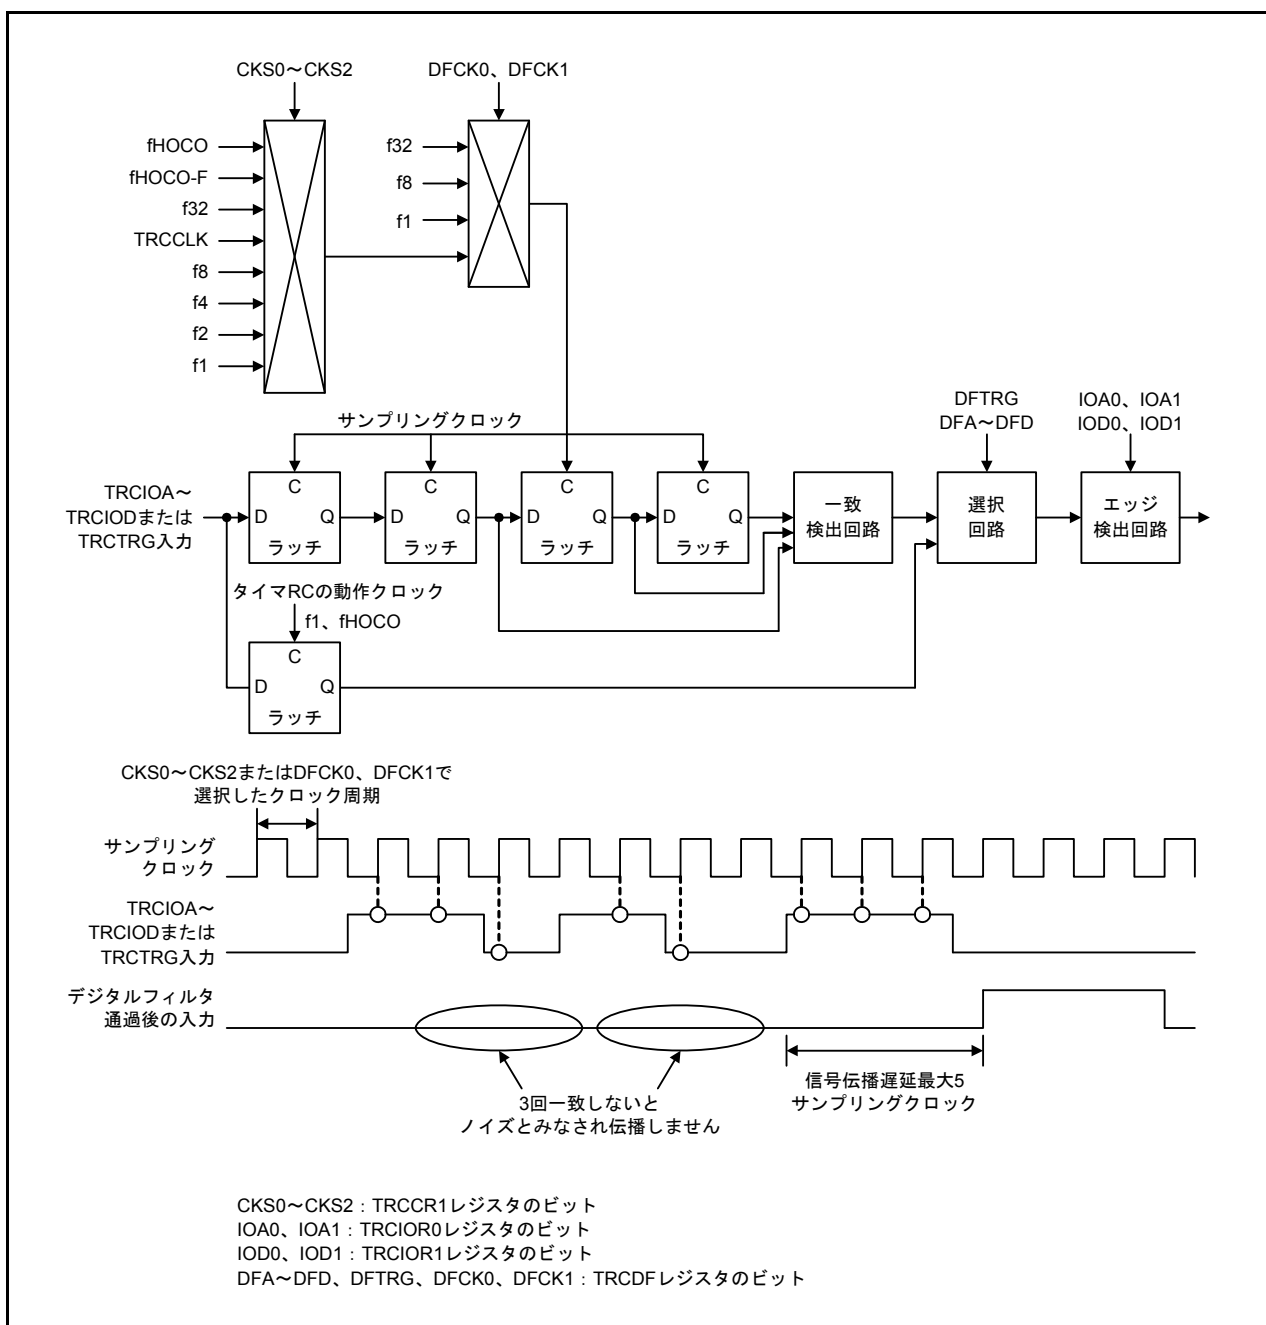 CKS0～CKS2
DFCK0、DFCK1
fHOCO
fHOCO-F
f32
TRCCLK
f8
f4
f2
f1
f32
f8
f1
サンプリングクロック
DFTRG
DFA～DFD
IOA0、IOA1
IOD0、IOD1
TRCIOA～
TRCIODまたは
TRCTRG入力
C
D
Q
ラッチ
C
D
Q
ラッチ
C
D
Q
ラッチ
C
D
Q
ラッチ
一致
検出回路
選択
回路
エッジ
検出回路
タイマRCの動作クロック
f1、fHOCO
C
D
Q
ラッチ
CKS0～CKS2またはDFCK0、DFCK1で
選択したクロック周期
サンプリング
クロック
TRCIOA～
TRCIODまたは
TRCTRG入力
デジタルフィルタ
通過後の入力
3回一致しないと
ノイズとみなされ伝播しません
信号伝播遅延最大5
サンプリングクロック
CKS0～CKS2：TRCCR1レジスタのビット
IOA0、IOA1：TRCIOR0レジスタのビット
IOD0、IOD1：TRCIOR1レジスタのビット
DFA～DFD、DFTRG、DFCK0、DFCK1：TRCDFレジスタのビット